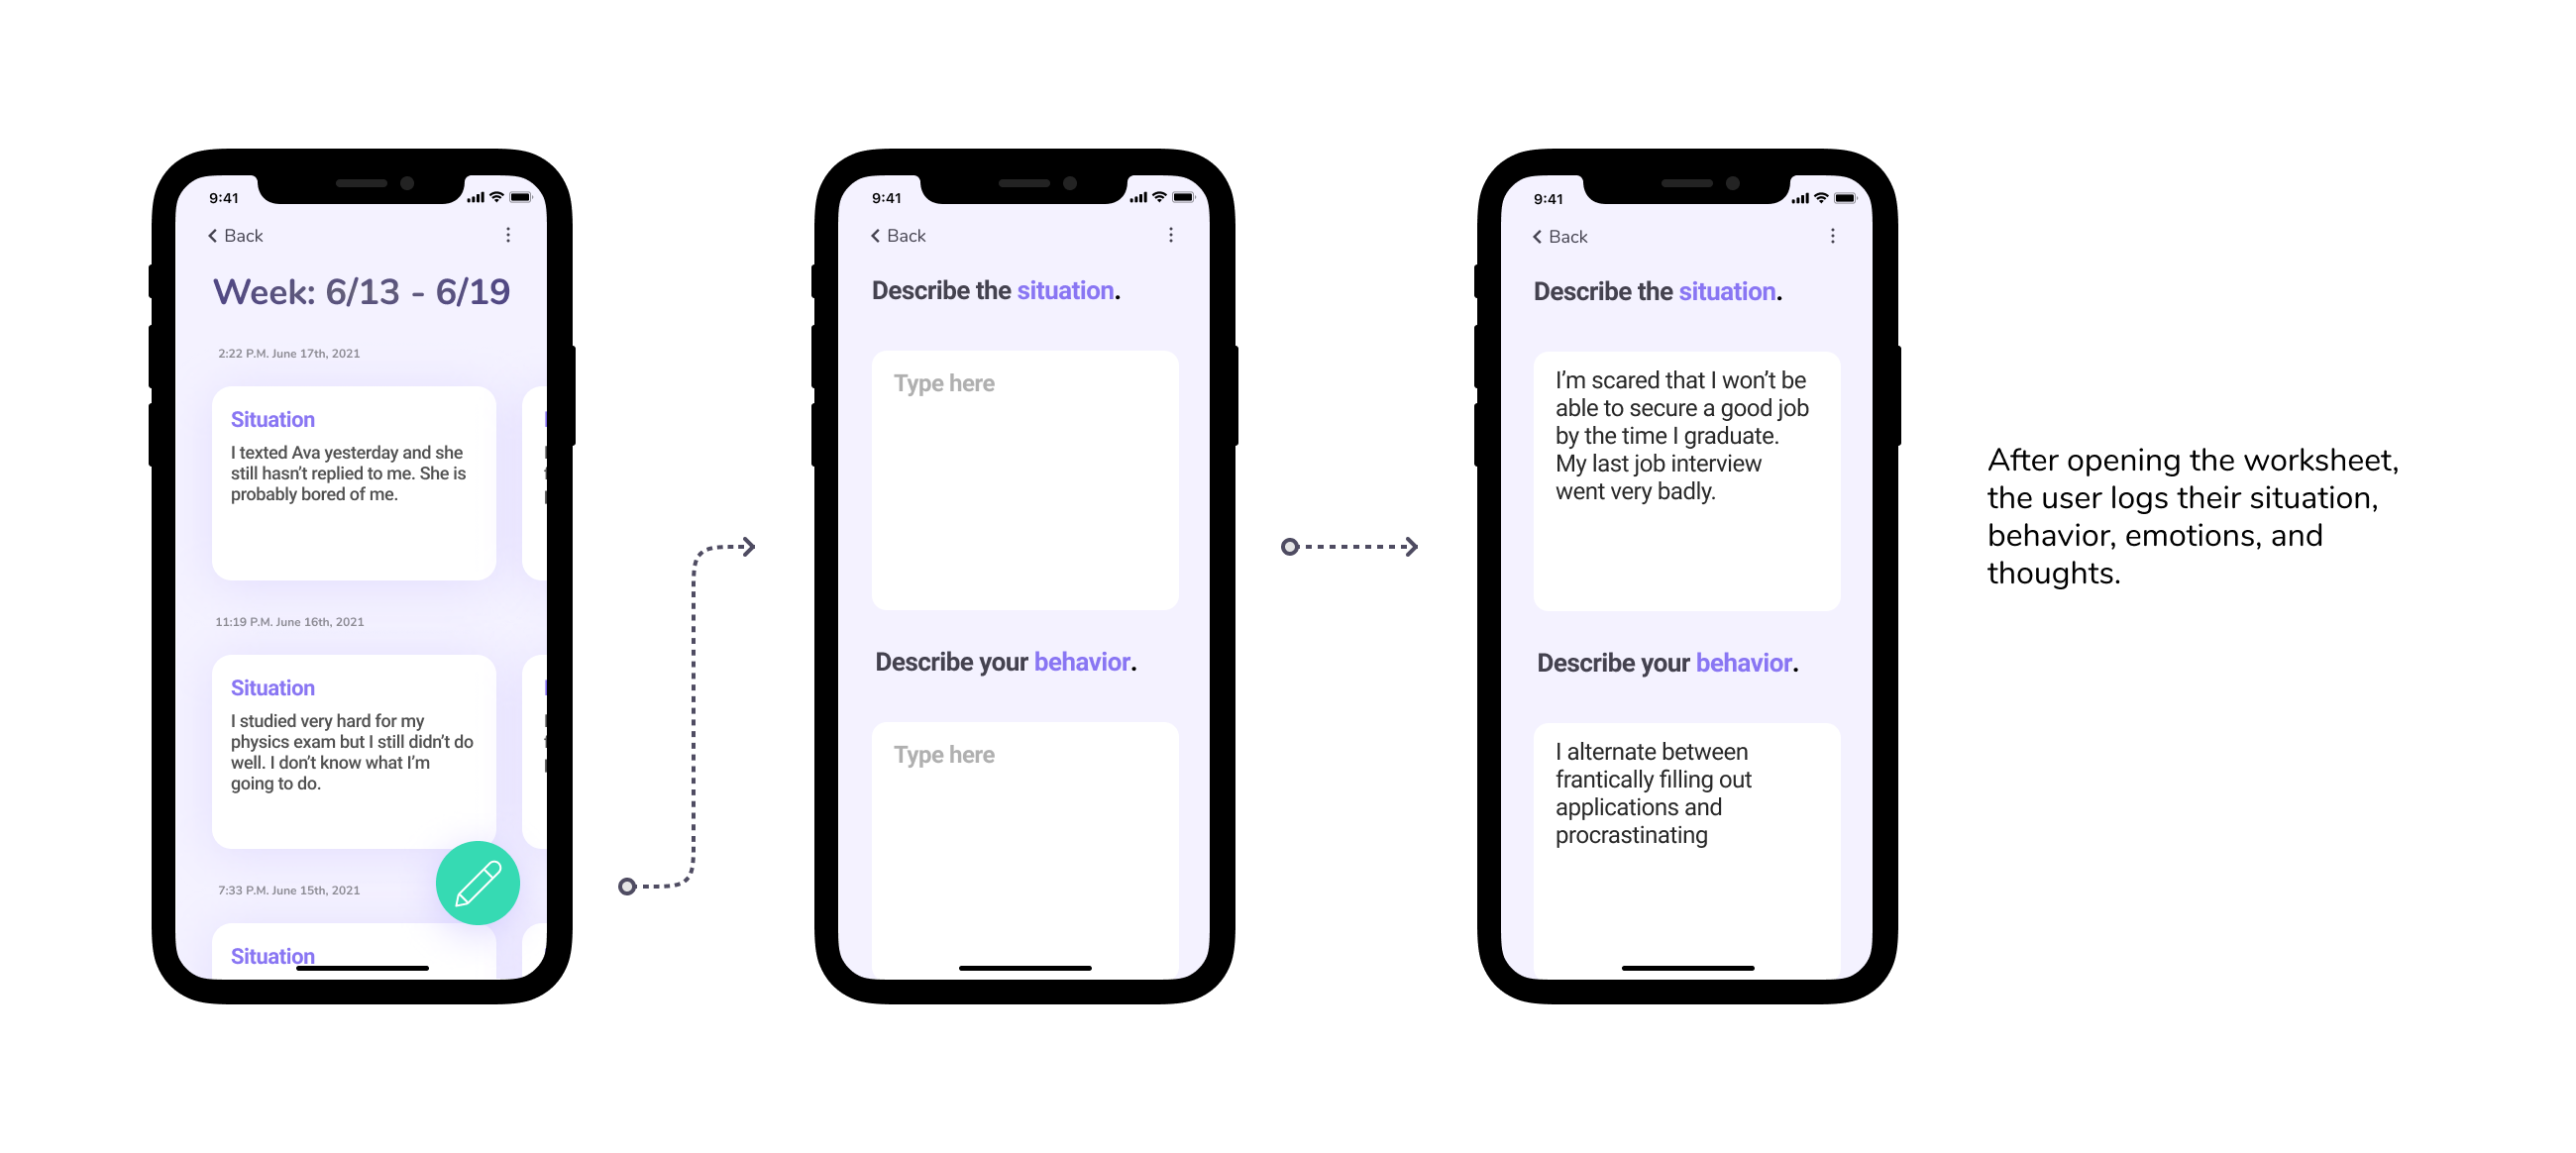 9:41
Back
Week: 6/13 - 6/19
2:22 P.M. June 17th, 2021
Situation
I texted Ava yesterday and she
still hasn’t replied to me. She is
probably bored of me.
11:19 P.M. June 16th, 2021
Situation
I studied very hard for my
physics exam but I still didn’t do
well. I don’t know what I’m
going to do.
7:33 P.M. June 15th, 2021
Situation
9:41
Back
Describe the situation.
Type here
Describe your behavior.
Type here
9:41
Back
Describe the situation.
I’m scared that I won’t be
able to secure a good job
by the time I graduate.
My last job interview
went very badly.
Describe your behavior.
I alternate between
frantically filling out
applications and
procrastinating
After opening the worksheet,
the user logs their situation,
behavior, emotions, and
thoughts.